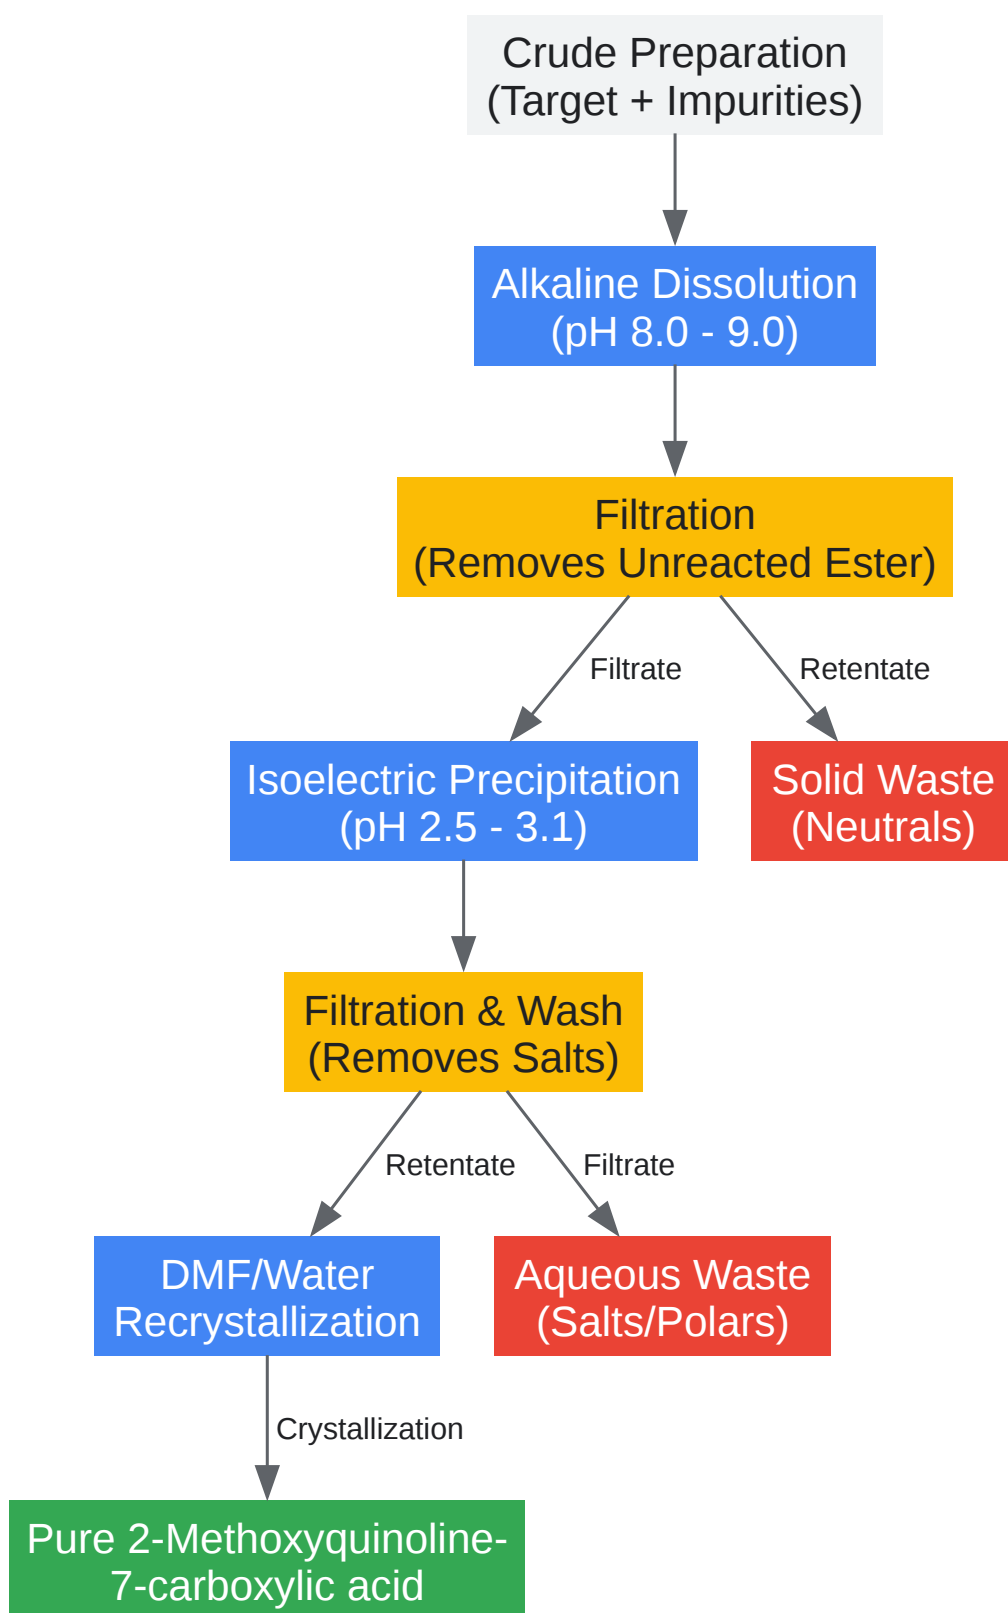 Crude Preparation
(Target + Impurities)
Alkaline Dissolution
(pH 8.0 - 9.0)
Filtration
(Removes Unreacted Ester)
Filtrate
Retentate
Isoelectric Precipitation
(pH 2.5 - 3.1)
Solid Waste
(Neutrals)
Filtration & Wash
(Removes Salts)
Retentate
Filtrate
DMF/Water
Recrystallization
Aqueous Waste
(Salts/Polars)
Crystallization
Pure 2-Methoxyquinoline-
7-carboxylic acid